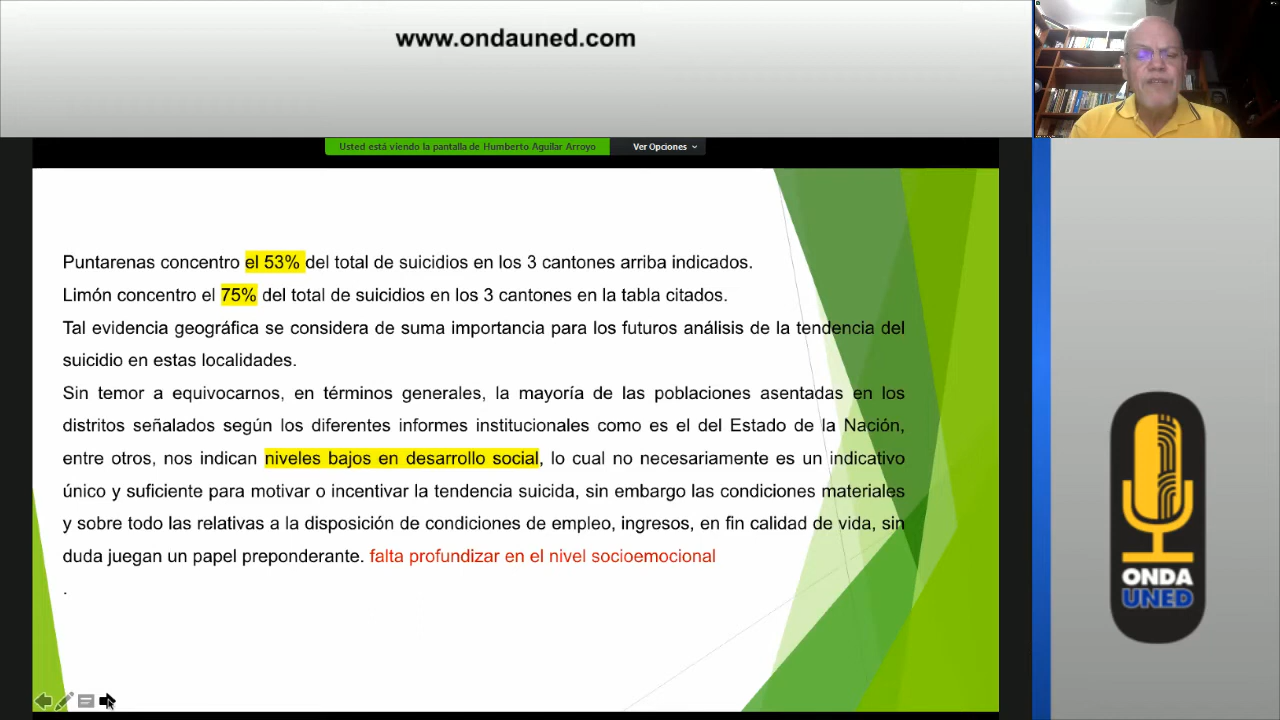 www.ondauned.com
Usted está viendo la pantalla de Humberto Aguilar Arroyo
Ver Opciones
Puntarenas concentro el 53% del total de suicidios en los 3 cantones arriba indicados.
Limón concentro el 75% del total de suicidios en los 3 cantones en la tabla citados.
Tal evidencia geográfica se considera de suma importancia para los futuros análisis de la tendencia del
suicidio en estas localidades.
Sin temor a equivocarnos, en términos generales, la mayoría de las poblaciones asentadas en los
distritos señalados según los diferentes informes institucionales como es el del Estado de la Nación,
entre otros, nos indican niveles bajos en desarrollo social, lo cual no necesariamente es un indicativo
único y suficiente para motivar o incentivar la tendencia suicida, sin embargo las condiciones materiales
y sobre todo las relativas a la disposición de condiciones de empleo, ingresos, en fin calidad de vida, sin
duda juegan un papel preponderante. falta profundizar en el nivel socioemocional
.
ONDA
UNED